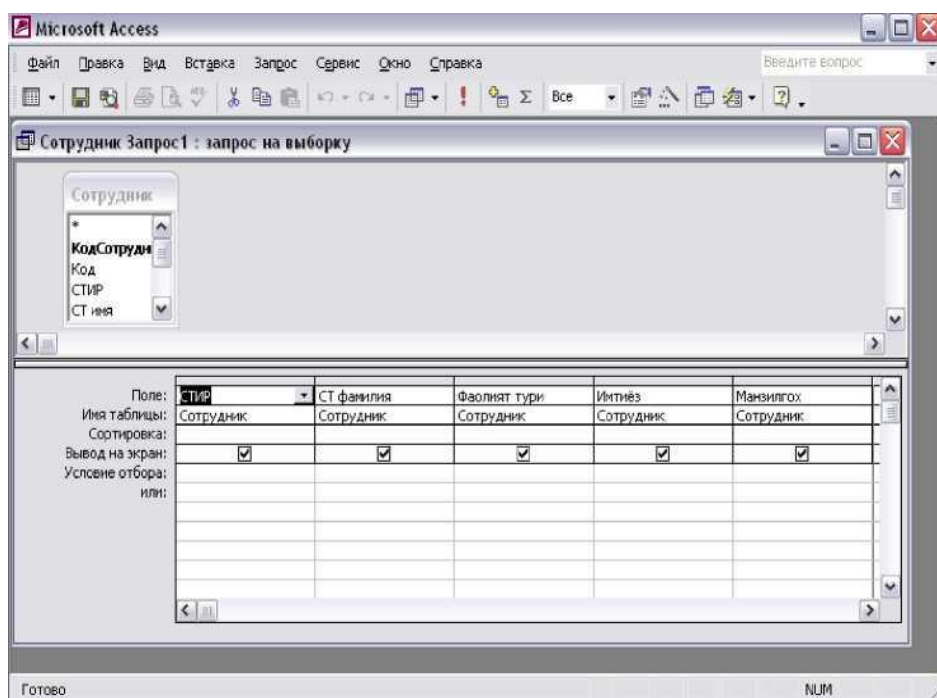 Microsoft Access
Файл Правка Вид Вставка Запрос Сервис Окно Справка Введите вопрос
Все
Сотрудник Запрос1 : запрос на выборку
Сотрудник
*
КодСотрудн
Код
СТИР
СТ имя
Поле: СТИР СТ фамилия Фаолият тури Имтиёз Манзилгох
Имя таблицы: Сотрудник Сотрудник Сотрудник Сотрудник Сотрудник
Сортировка:
Вывод на экран:
Условие отбора:
или:
Готово NUM